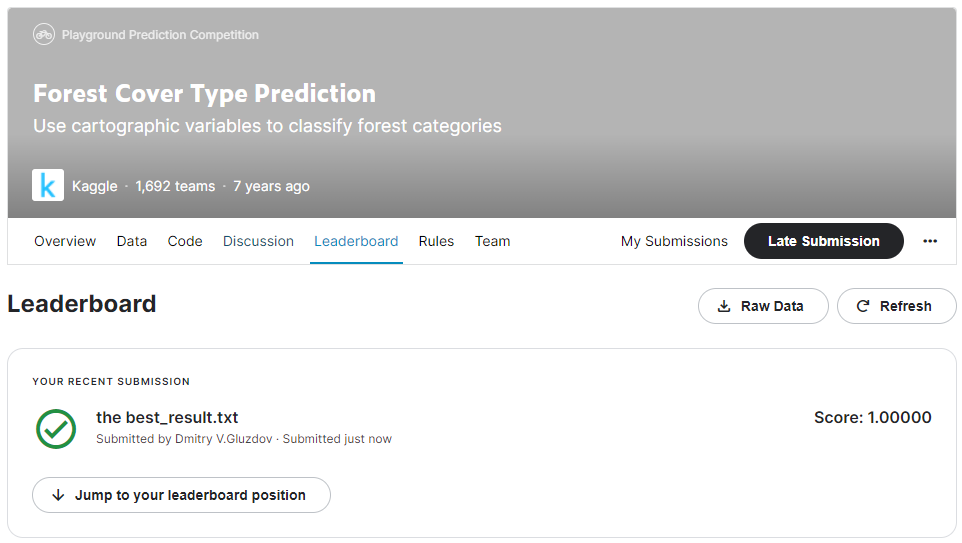 Playground Prediction Competition
Forest Cover Type Prediction
Use cartographic variables to classify forest categories
k Kaggle · 1,692 teams · 7 years ago
Overview Data Code Discussion Leaderboard Rules Team My Submissions Late Submission ···
Leaderboard Raw Data Refresh
YOUR RECENT SUBMISSION
the best_result.txt Score: 1.00000
Submitted by Dmitry V.Gluzdov · Submitted just now
Jump to your leaderboard position